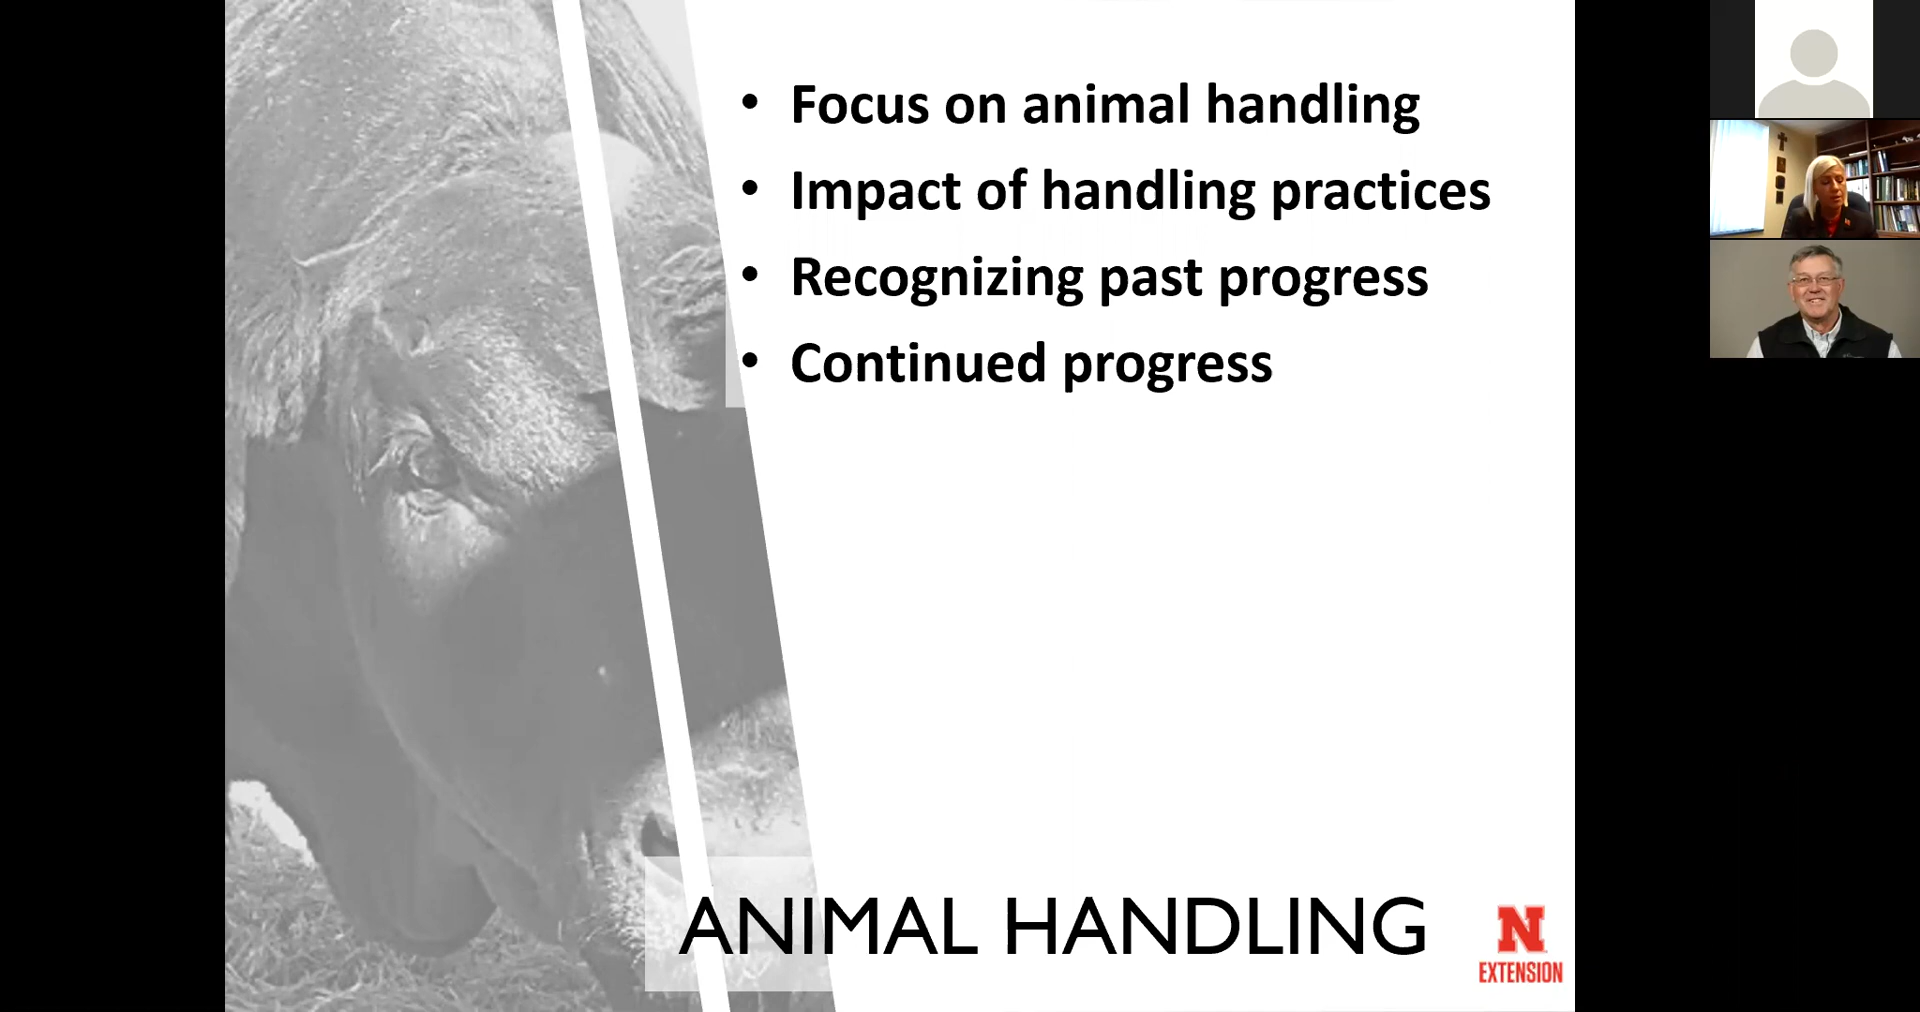 • Focus on animal handling
• Impact of handling practices
• Recognizing past progress
• Continued progress
ANIMAL HANDLING
N
EXTENSION